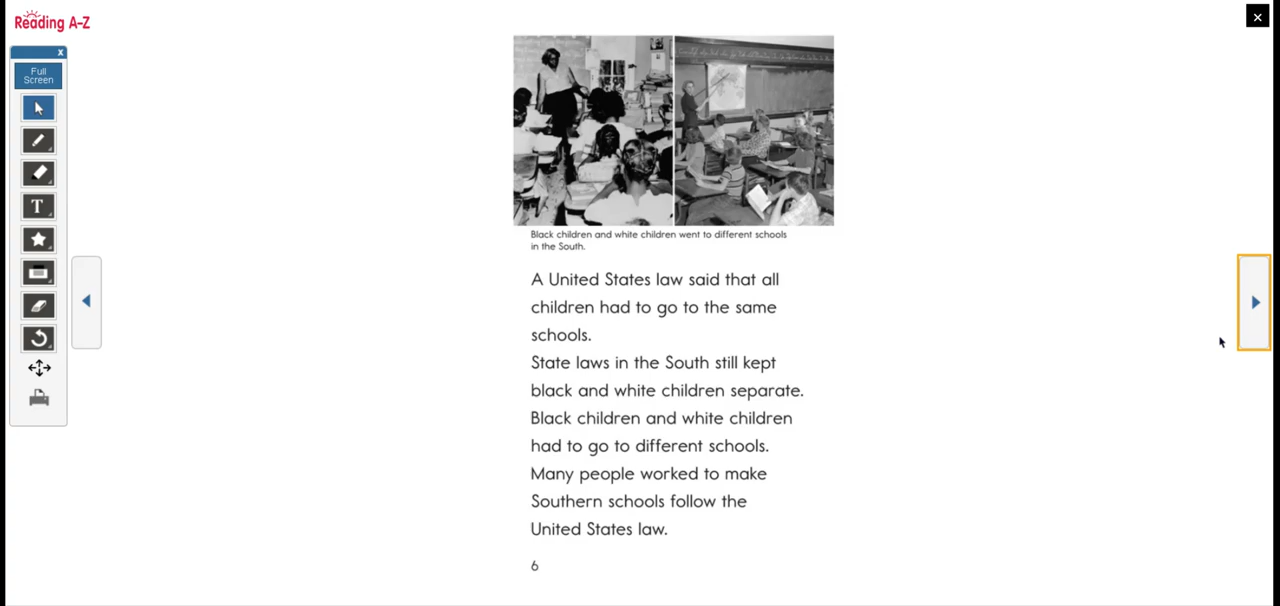 Reading A-Z
x
Full
Screen
T
Black children and white children went to different schools
in the South.
A United States law said that all
children had to go to the same
schools.
State laws in the South still kept
black and white children separate.
Black children and white children
had to go to different schools.
Many people worked to make
Southern schools follow the
United States law.
6